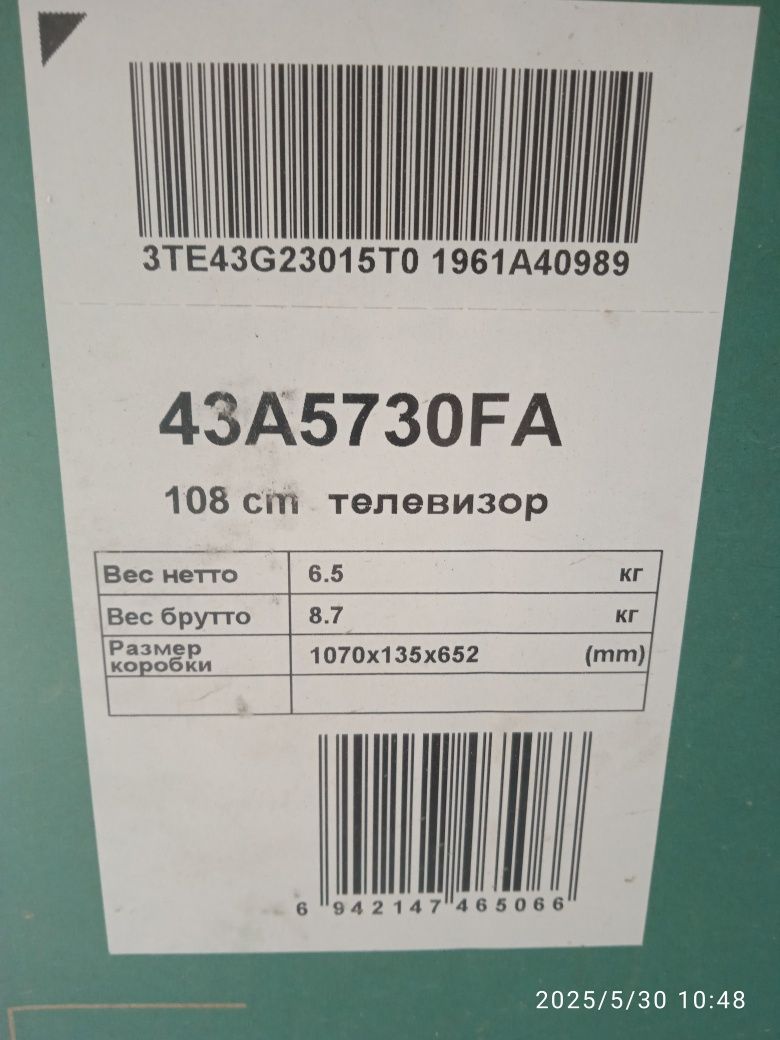 3TE43G23015T0 1961A40989
43A5730FA
108 cm телевизор
Вес нетто 6.5 кг
Вес брутто 8.7 кг
Размер коробки 1070x135x652 (mm)
6 942147 465066
2025/5/30 10:48